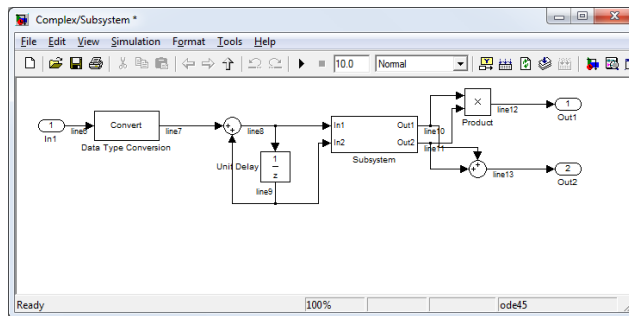 Complex/Subsystem *
File Edit View Simulation Format Tools Help
10.0 Normal
1
In1
line6
Convert
Data Type Conversion
line7
+
+
line8
Unit Delay
1
z
line9
In1 Out1
In2 Out2
Subsystem
line10
line11
×
Product
line12
1
Out1
+
+
line13
2
Out2
Ready 100% ode45